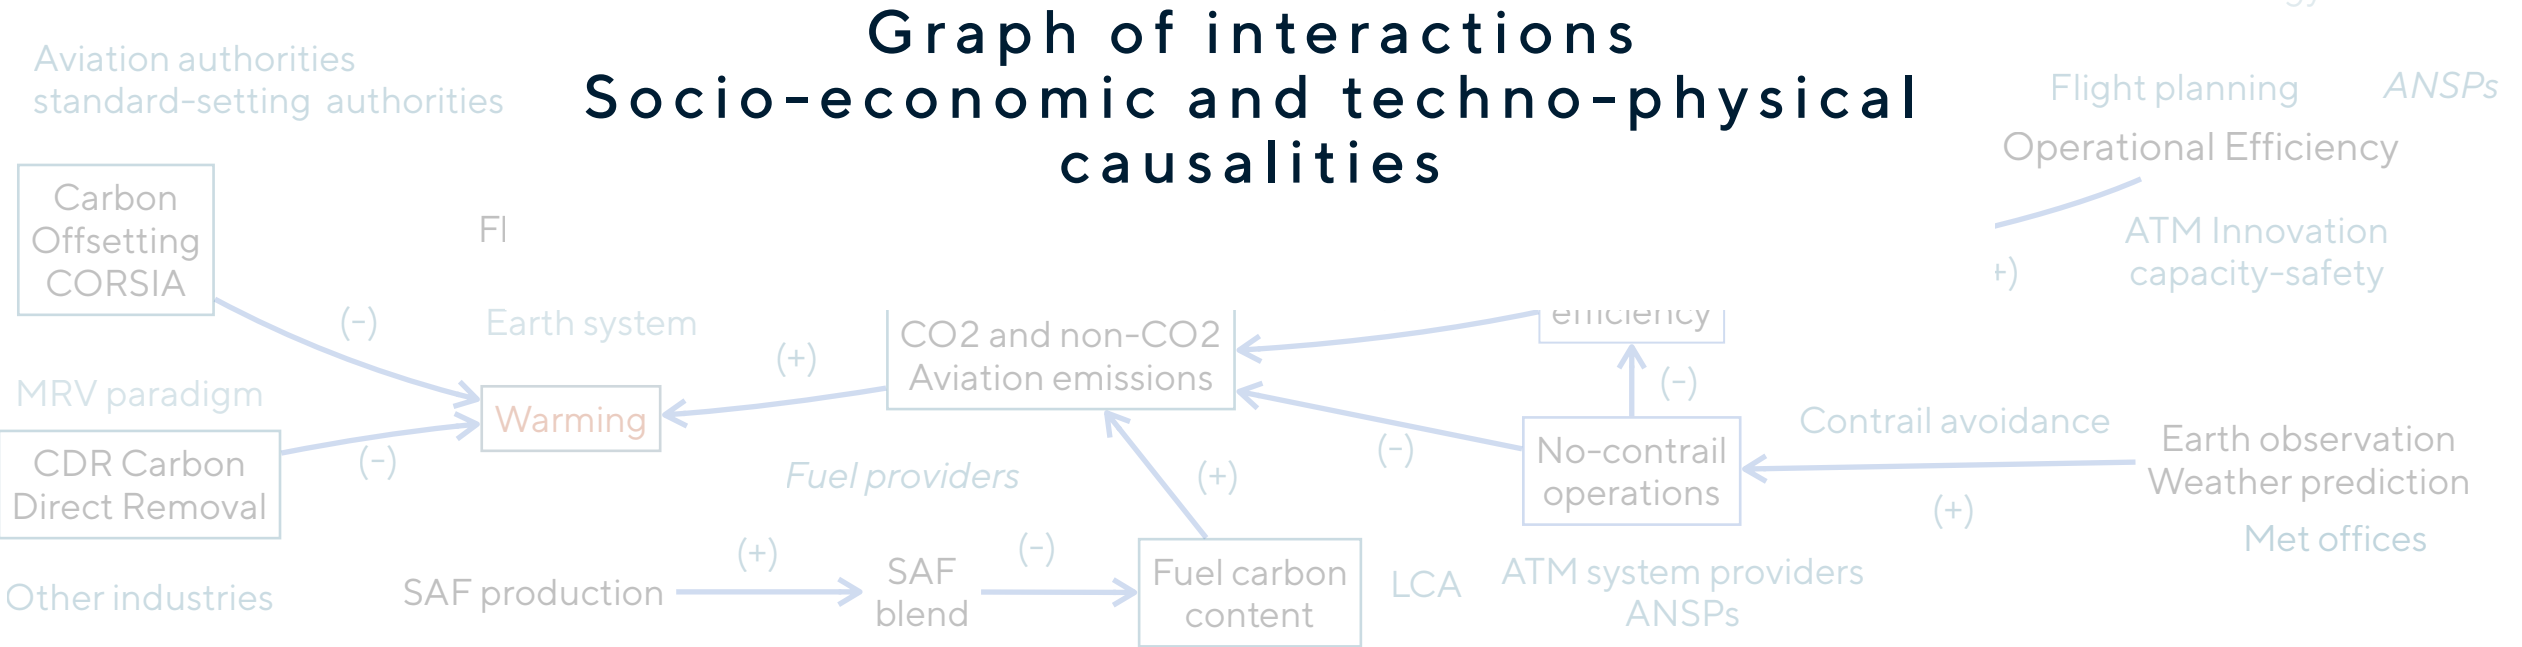 Graph of interactions
Socio-economic and techno-physical
causalities
Aviation authorities
standard-setting authorities
Flight planning
ANSPs
Operational Efficiency
Carbon
Offsetting
CORSIA
ATM Innovation
capacity-safety
(-)
Earth system
(+)
CO2 and non-CO2
Aviation emissions
efficiency
(-)
MRV paradigm
Warming
Contrail avoidance
CDR Carbon
Direct Removal
(-)
Fuel providers
(+)
(-)
No-contrail
operations
(+)
Earth observation
Weather prediction
Met offices
Other industries
SAF production
(+)
SAF
blend
(-)
Fuel carbon
content
LCA
ATM system providers
ANSPs